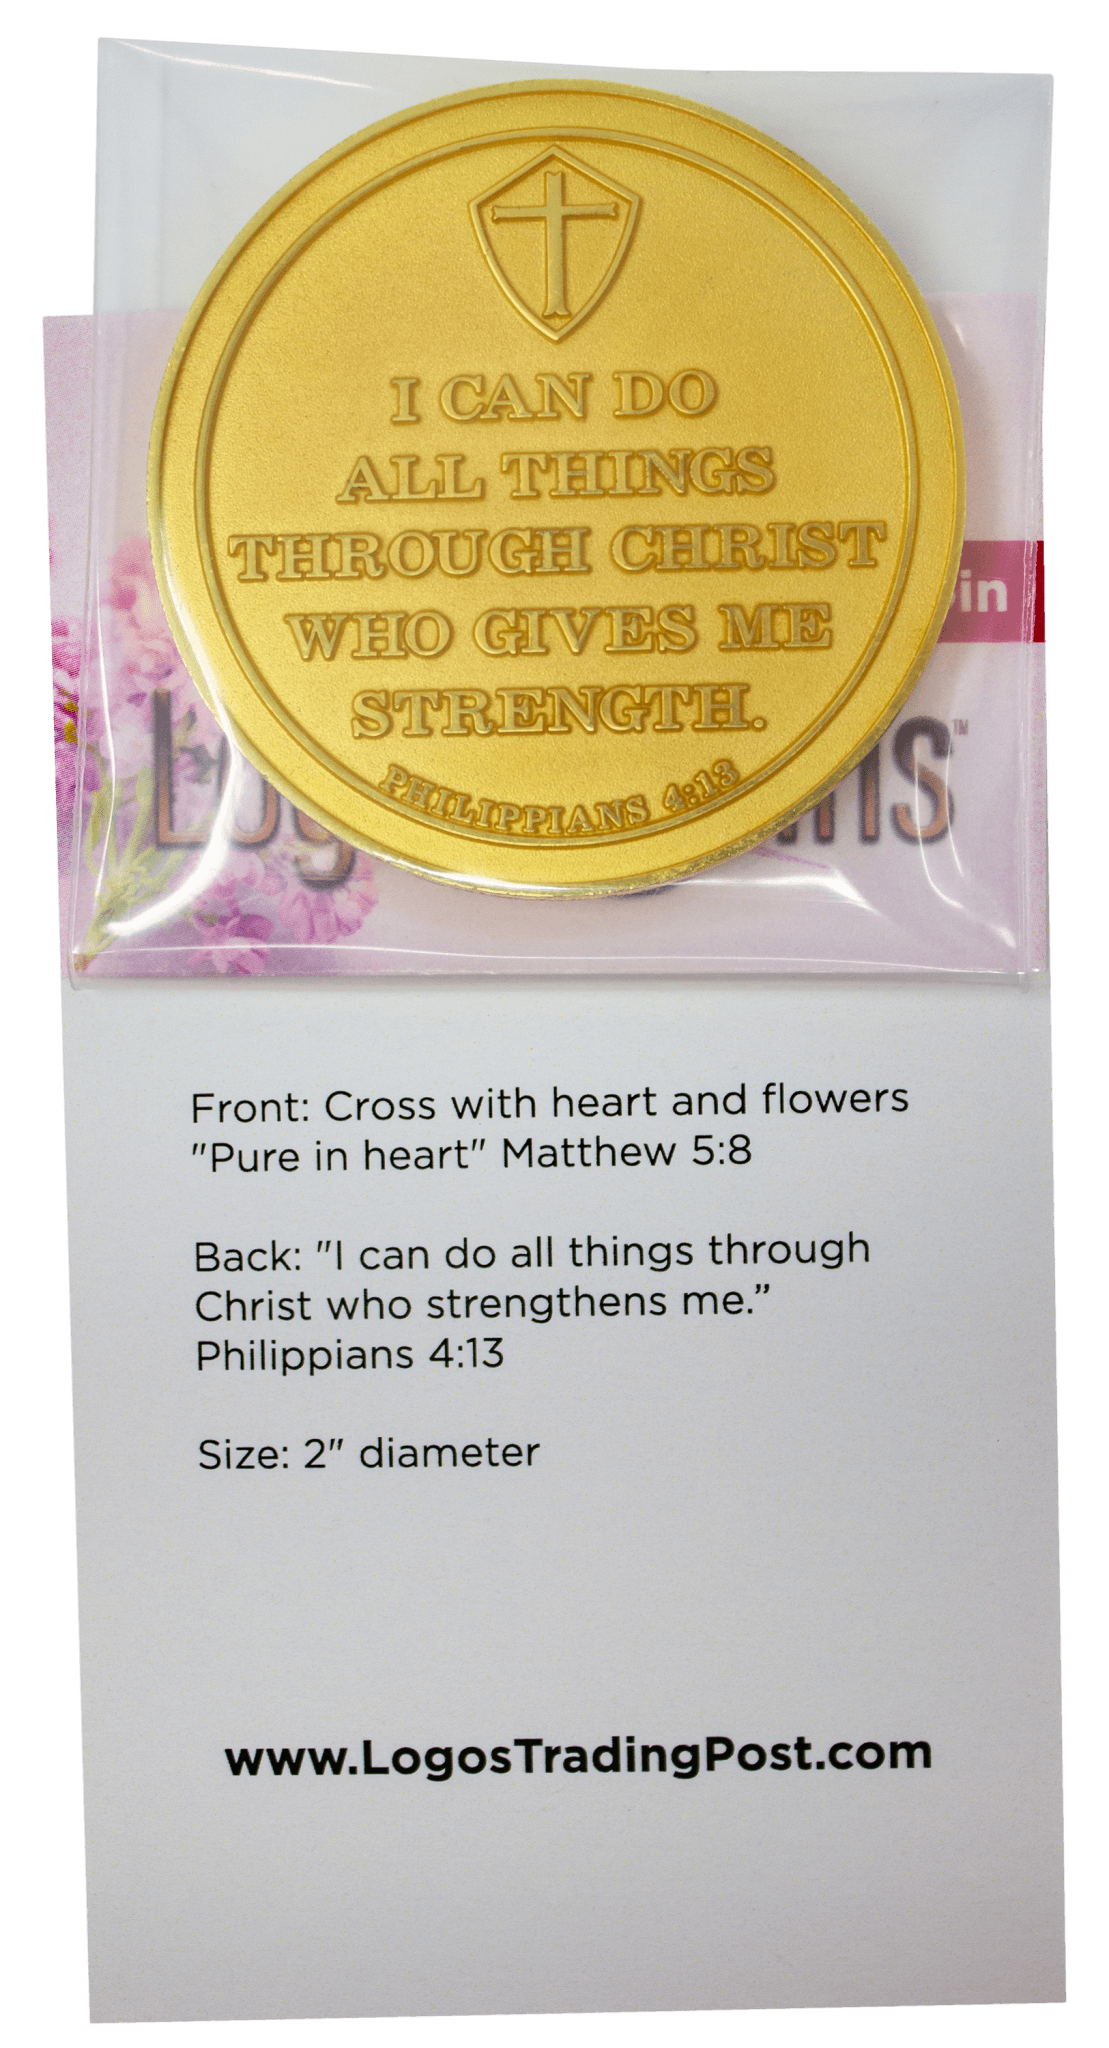 I CAN DO
ALL THINGS
THROUGH CHRIST
WHO GIVES ME
STRENGTH.
PHILIPPIANS 4:13
Front: Cross with heart and flowers
"Pure in heart" Matthew 5:8
Back: "I can do all things through
Christ who strengthens me.”
Philippians 4:13
Size: 2" diameter
www.LogosTradingPost.com